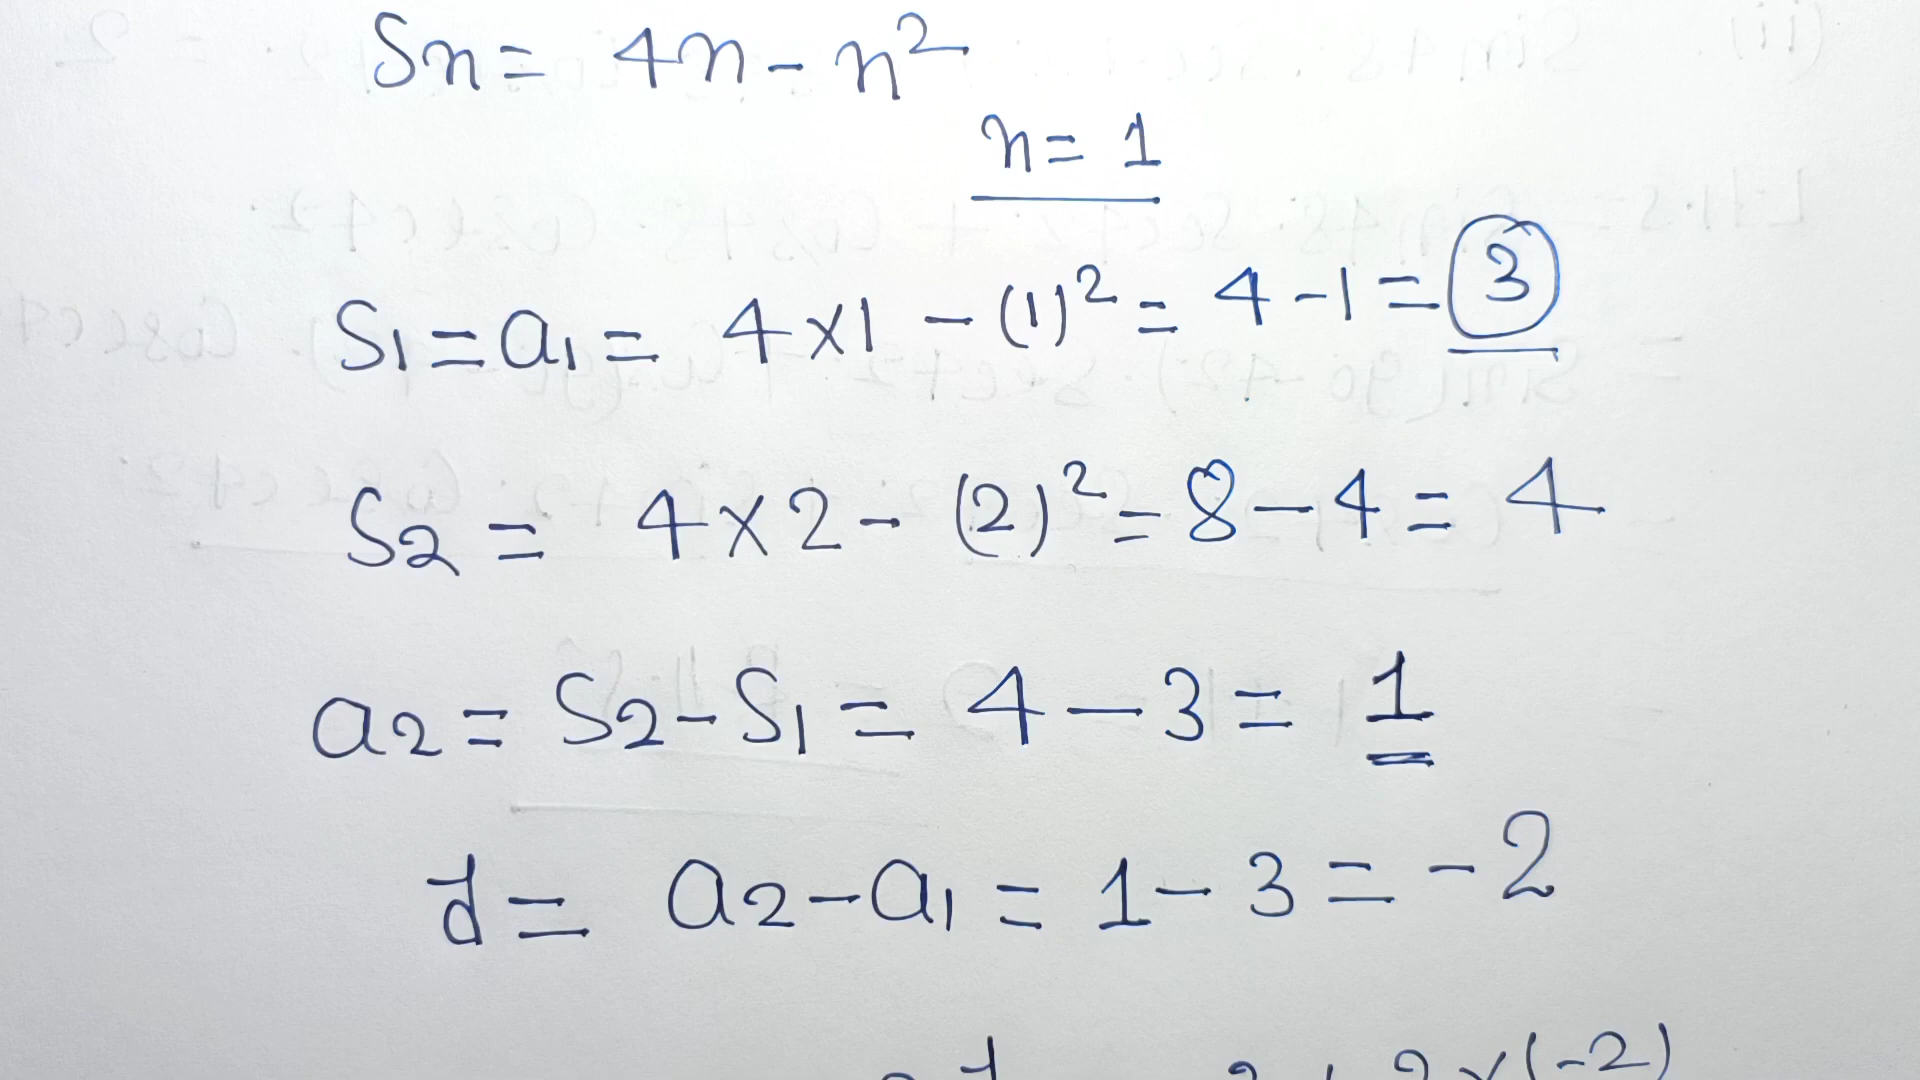 Sn = 4n - n²
n = 1
S₁ = a₁ = 4×1 - (1)² = 4 - 1 = 3
S₂ = 4×2 - (2)² = 8 - 4 = 4
a₂ = S₂ - S₁ = 4 - 3 = 1
d = a₂ - a₁ = 1 - 3 = -2